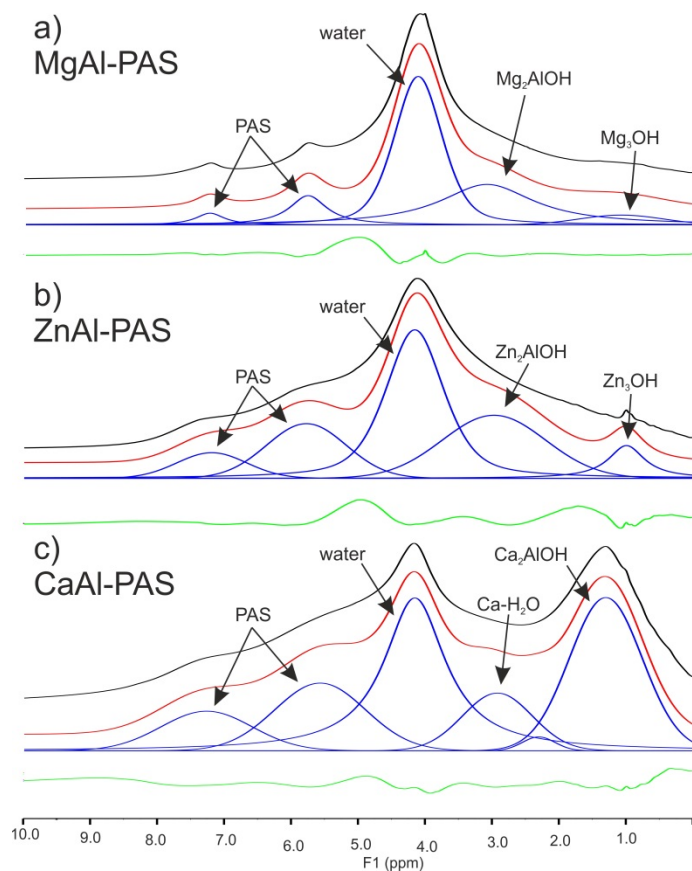 a)
MgAl-PAS
water
Mg₂AlOH
PAS
Mg₃OH
b)
ZnAl-PAS
water
Zn₂AlOH
PAS
Zn₃OH
c)
CaAl-PAS
water
Ca₂AlOH
Ca-H₂O
PAS
10.0 9.0 8.0 7.0 6.0 5.0 4.0 3.0 2.0 1.0
F1 (ppm)